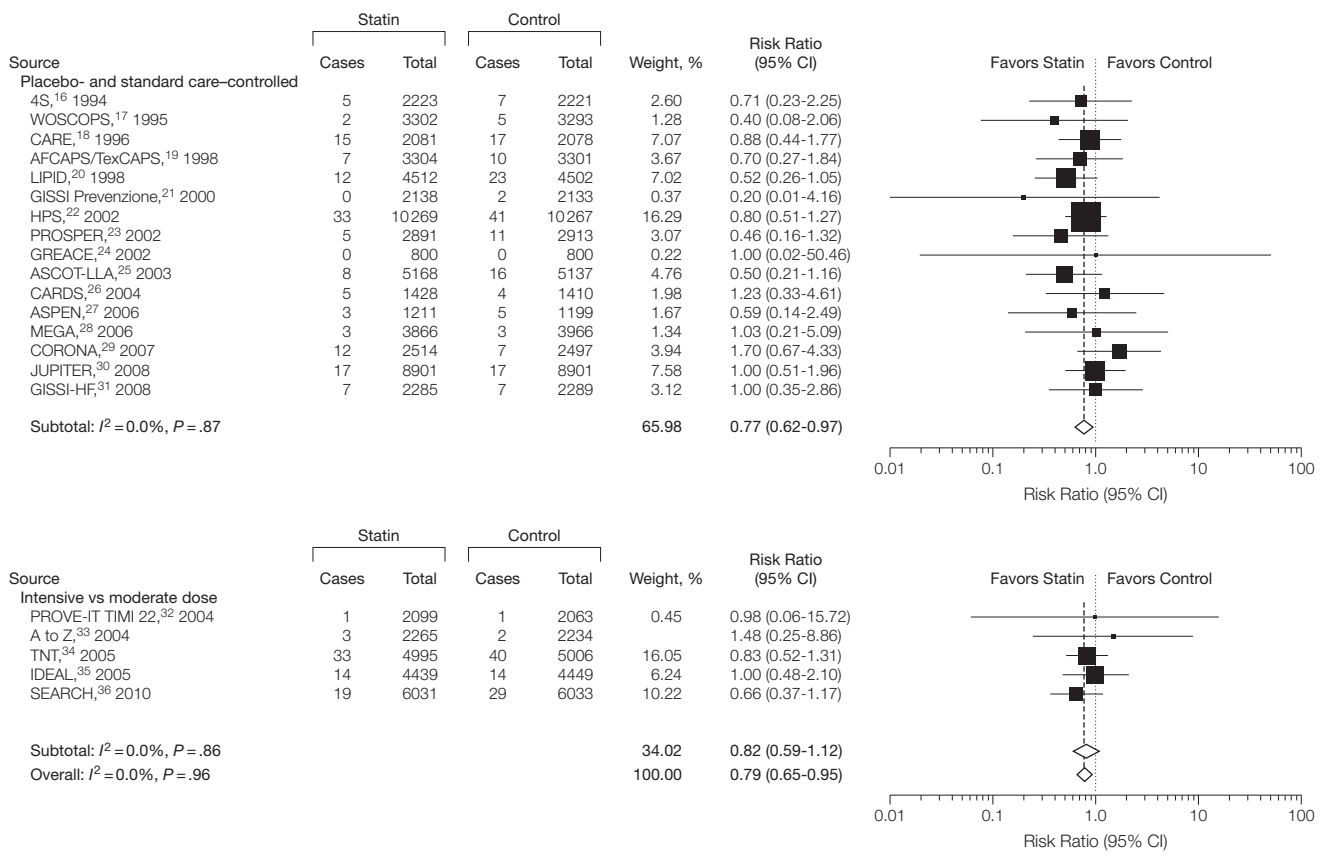 Statin Control
Source Cases Total Cases Total Weight, % Risk Ratio (95% CI) Favors Statin Favors Control
Placebo- and standard care–controlled
4S,16 1994 5 2223 7 2221 2.60 0.71 (0.23-2.25)
WOSCOPS,17 1995 2 3302 5 3293 1.28 0.40 (0.08-2.06)
CARE,18 1996 15 2081 17 2078 7.07 0.88 (0.44-1.77)
AFCAPS/TexCAPS,19 1998 7 3304 10 3301 3.67 0.70 (0.27-1.84)
LIPID,20 1998 12 4512 23 4502 7.02 0.52 (0.26-1.05)
GISSI Prevenzione,21 2000 0 2138 2 2133 0.37 0.20 (0.01-4.16)
HPS,22 2002 33 10 269 41 10 267 16.29 0.80 (0.51-1.27)
PROSPER,23 2002 5 2891 11 2913 3.07 0.46 (0.16-1.32)
GREACE,24 2002 0 800 0 800 0.22 1.00 (0.02-50.46)
ASCOT-LLA,25 2003 8 5168 16 5137 4.76 0.50 (0.21-1.16)
CARDS,26 2004 5 1428 4 1410 1.98 1.23 (0.33-4.61)
ASPEN,27 2006 3 1211 5 1199 1.67 0.59 (0.14-2.49)
MEGA,28 2006 3 3866 3 3966 1.34 1.03 (0.21-5.09)
CORONA,29 2007 12 2514 7 2497 3.94 1.70 (0.67-4.33)
JUPITER,30 2008 17 8901 17 8901 7.58 1.00 (0.51-1.96)
GISSI-HF,31 2008 7 2285 7 2289 3.12 1.00 (0.35-2.86)
Subtotal: I2 = 0.0%, P = .87 65.98 0.77 (0.62-0.97)
0.01 0.1 1.0 10 100
Risk Ratio (95% CI)
Statin Control
Source Cases Total Cases Total Weight, % Risk Ratio (95% CI) Favors Statin Favors Control
Intensive vs moderate dose
PROVE-IT TIMI 22,32 2004 1 2099 1 2063 0.45 0.98 (0.06-15.72)
A to Z,33 2004 3 2265 2 2234 1.48 (0.25-8.86)
TNT,34 2005 33 4995 40 5006 16.05 0.83 (0.52-1.31)
IDEAL,35 2005 14 4439 14 4449 6.24 1.00 (0.48-2.10)
SEARCH,36 2010 19 6031 29 6033 10.22 0.66 (0.37-1.17)
Subtotal: I2 = 0.0%, P = .86 34.02 0.82 (0.59-1.12)
Overall: I2 = 0.0%, P = .96 100.00 0.79 (0.65-0.95)
0.01 0.1 1.0 10 100
Risk Ratio (95% CI)